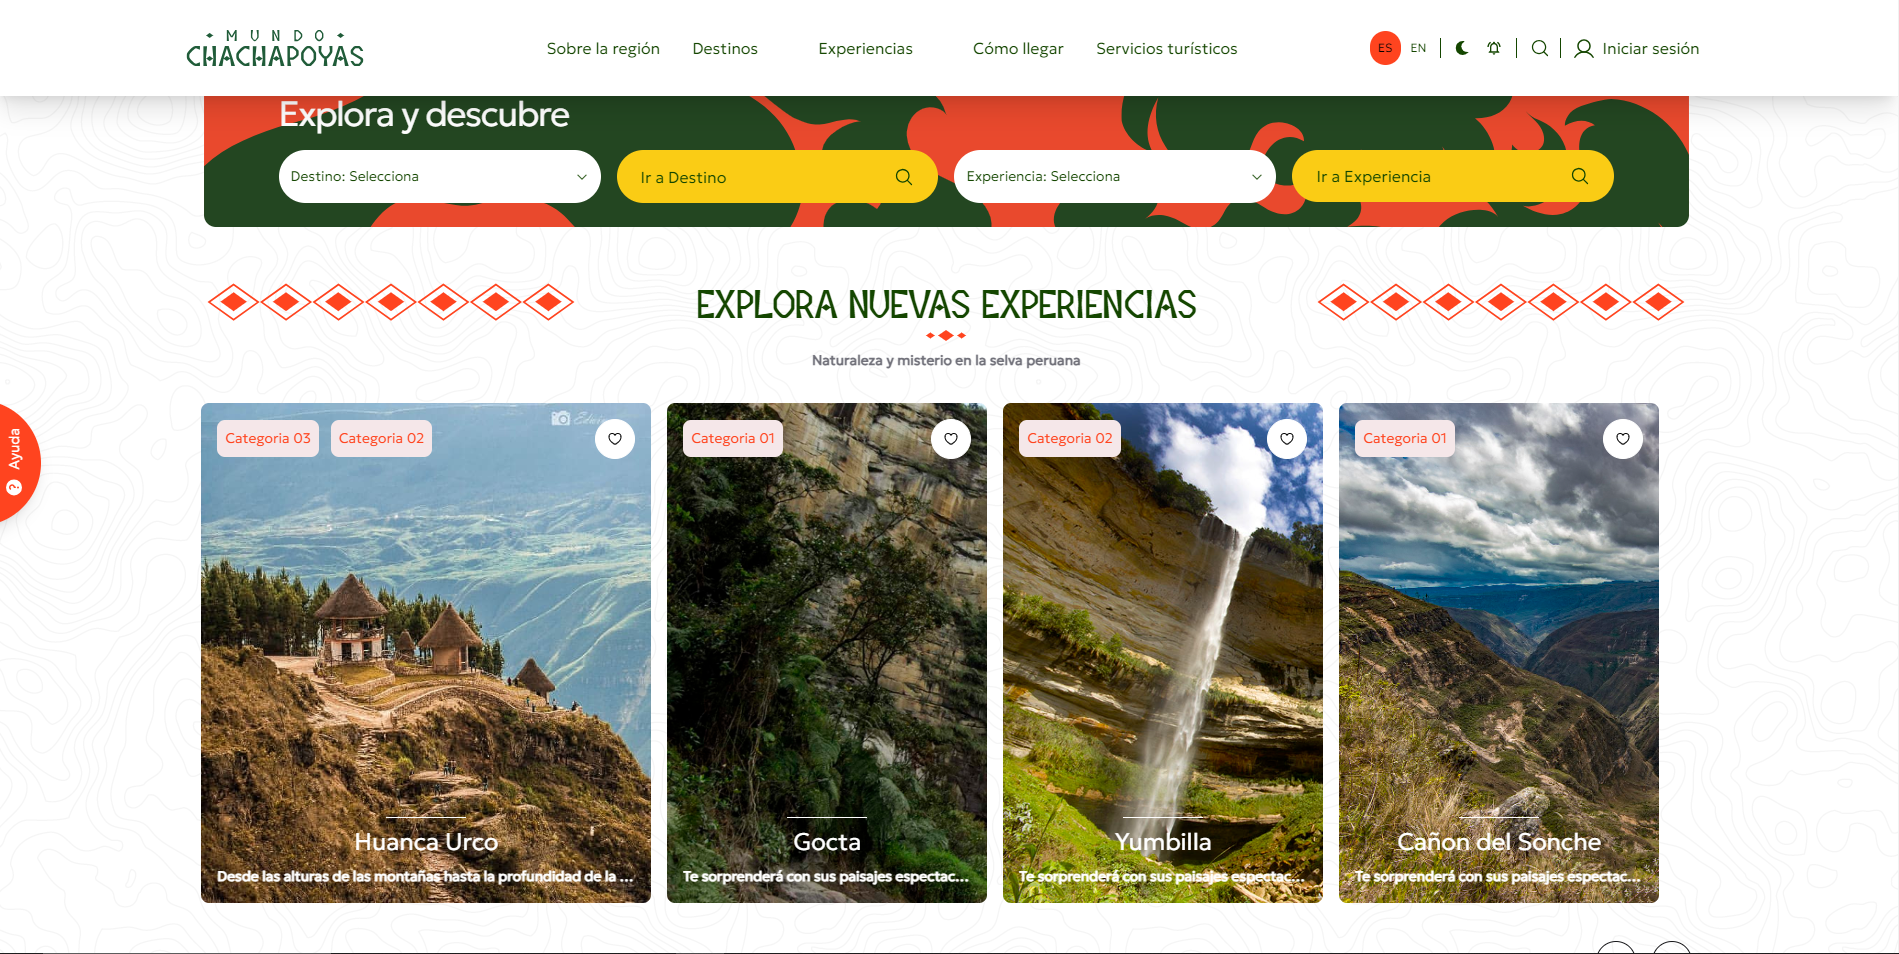 MUNDO
CHACHAPOYAS
Sobre la región
Destinos
Experiencias
Cómo llegar
Servicios turísticos
ES
EN
Iniciar sesión
Explora y descubre
Destino: Selecciona
Ir a Destino
Experiencia: Selecciona
Ir a Experiencia
EXPLORA NUEVAS EXPERIENCIAS
Naturaleza y misterio en la selva peruana
Ayuda
?
Categoria 03
Categoria 02
Huanca Urco
Desde las alturas de las montañas hasta la profundidad de la ...
Categoria 01
Gocta
Te sorprenderá con sus paisajes espectac...
Categoria 02
Yumbilla
Te sorprenderá con sus paisajes espectac...
Categoria 01
Cañon del Sonche
Te sorprenderá con sus paisajes espectac...